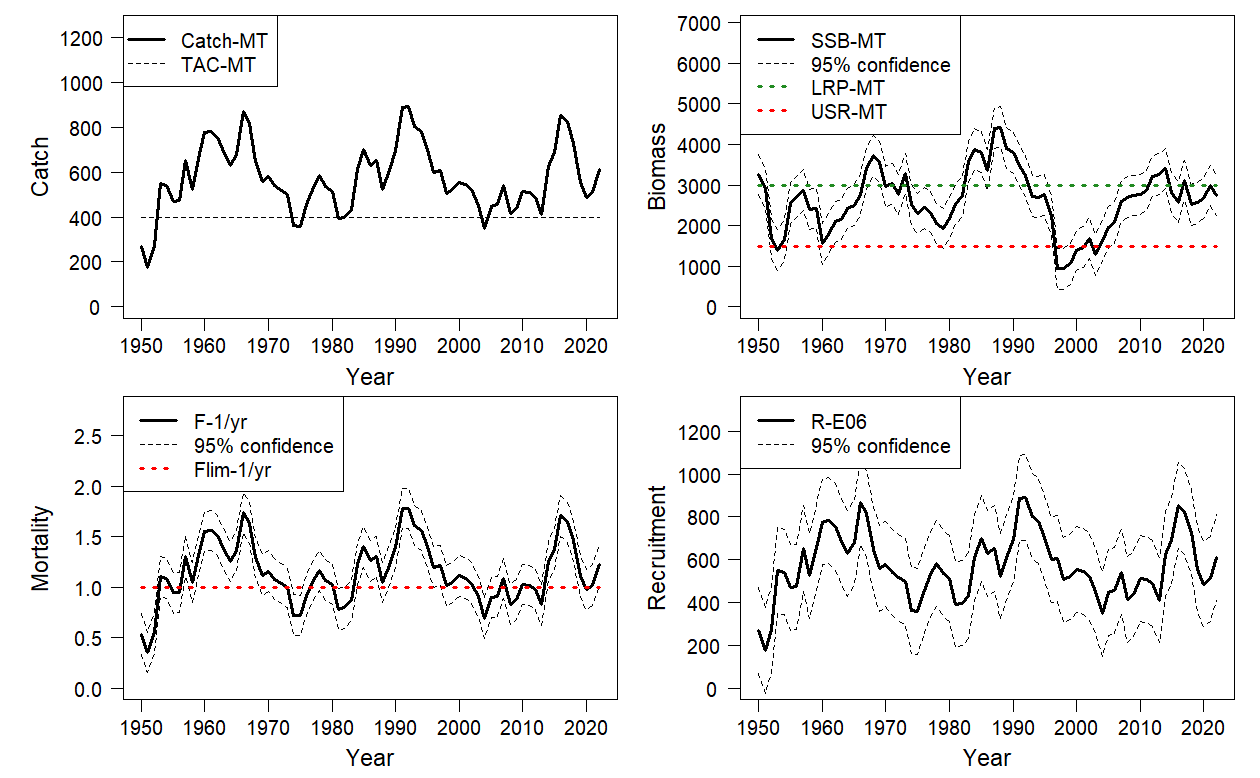 Catch-MT
TAC-MT
1200
1000
800
600
400
200
0
Catch
1950 1960 1970 1980 1990 2000 2010 2020
Year
SSB-MT
95% confidence
LRP-MT
USR-MT
7000
6000
5000
4000
3000
2000
1000
0
Biomass
1950 1960 1970 1980 1990 2000 2010 2020
Year
F-1/yr
95% confidence
Flim-1/yr
2.5
2.0
1.5
1.0
0.5
0.0
Mortality
1950 1960 1970 1980 1990 2000 2010 2020
Year
R-E06
95% confidence
1200
1000
800
600
400
200
0
Recruitment
1950 1960 1970 1980 1990 2000 2010 2020
Year